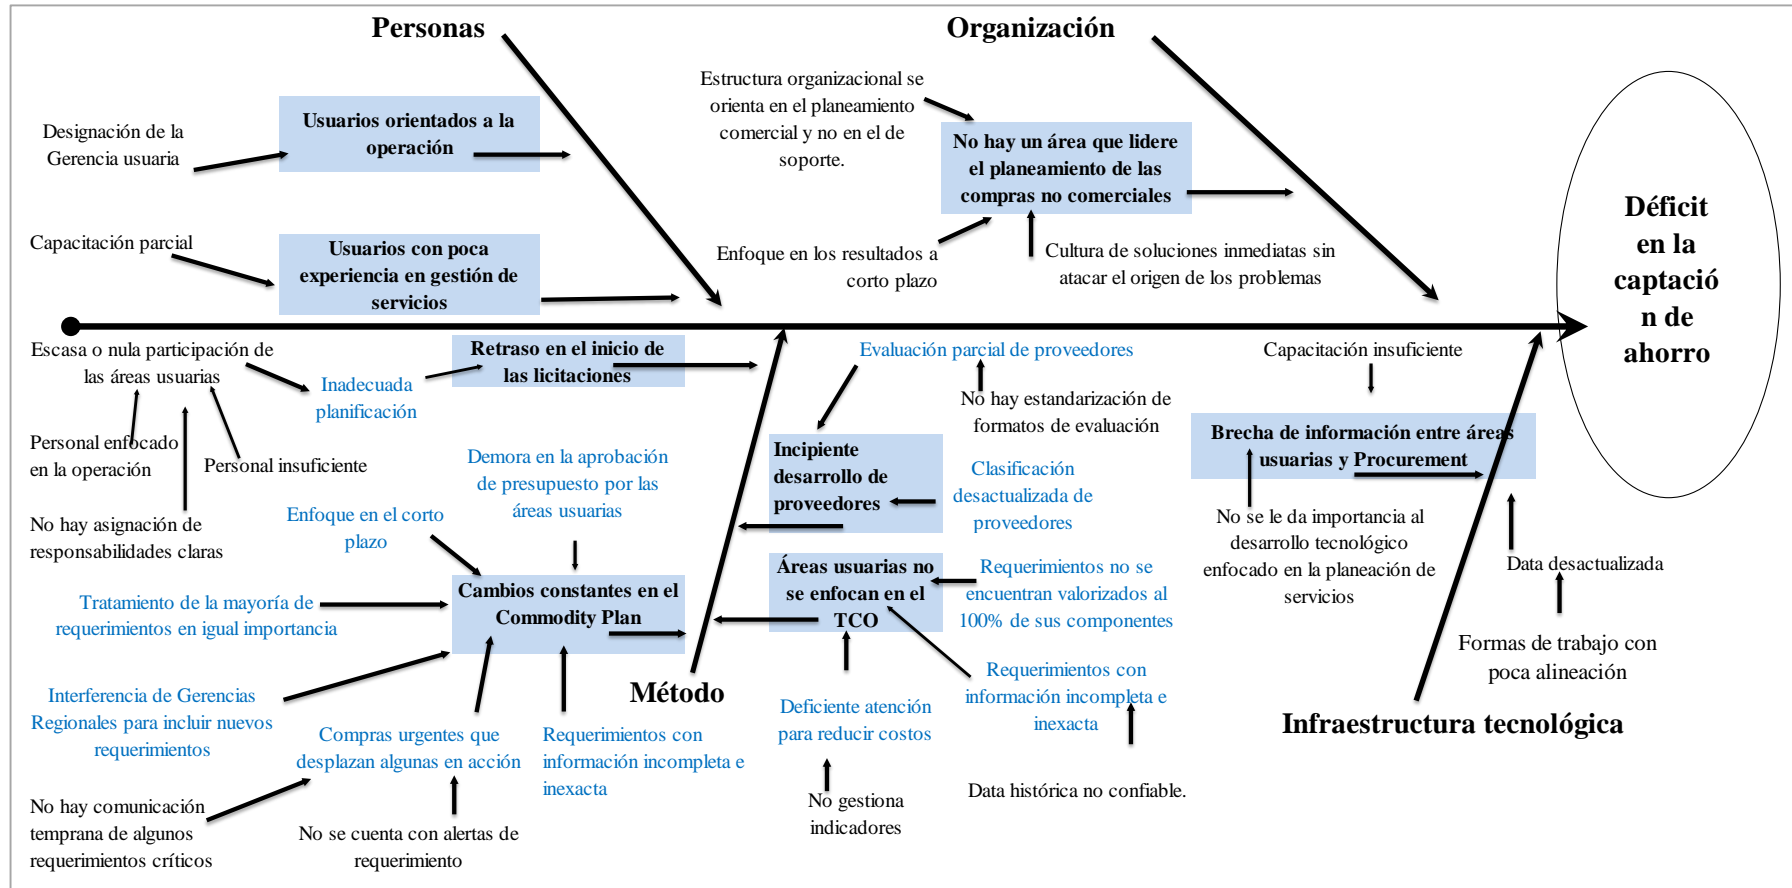 Personas
Organización
Designación de la
Gerencia usuaria
Usuarios orientados a la
operación
Capacitación parcial
Usuarios con poca
experiencia en gestión de
servicios
Estructura organizacional se
orienta en el planeamiento
comercial y no en el de
soporte.
No hay un área que lidere
el planeamiento de las
compras no comerciales
Enfoque en los resultados a
corto plazo
Cultura de soluciones inmediatas sin
atacar el origen de los problemas
Déficit
en la
captació
n de
ahorro
Escasa o nula participación de
las áreas usuarias
Inadecuada
planificación
Retraso en el inicio de
las licitaciones
Personal enfocado
en la operación
Personal insuficiente
No hay asignación de
responsabilidades claras
Enfoque en el corto
plazo
Demora en la aprobación
de presupuesto por las
áreas usuarias
Tratamiento de la mayoría de
requerimientos en igual importancia
Cambios constantes en el
Commodity Plan
Interferencia de Gerencias
Regionales para incluir nuevos
requerimientos
Compras urgentes que
desplazan algunas en acción
Requerimientos con
información incompleta e
inexacta
No hay comunicación
temprana de algunos
requerimientos críticos
No se cuenta con alertas de
requerimiento
Método
Evaluación parcial de proveedores
No hay estandarización de
formatos de evaluación
Incipiente
desarrollo de
proveedores
Clasificación
desactualizada de
proveedores
Áreas usuarias no
se enfocan en el
TCO
Requerimientos no se
encuentran valorizados al
100% de sus componentes
Deficiente atención
para reducir costos
Requerimientos con
información incompleta e
inexacta
No gestiona
indicadores
Data histórica no confiable.
Capacitación insuficiente
Brecha de información entre áreas
usuarias y Procurement
No se le da importancia al
desarrollo tecnológico
enfocado en la planeación de
servicios
Data desactualizada
Formas de trabajo con
poca alineación
Infraestructura tecnológica